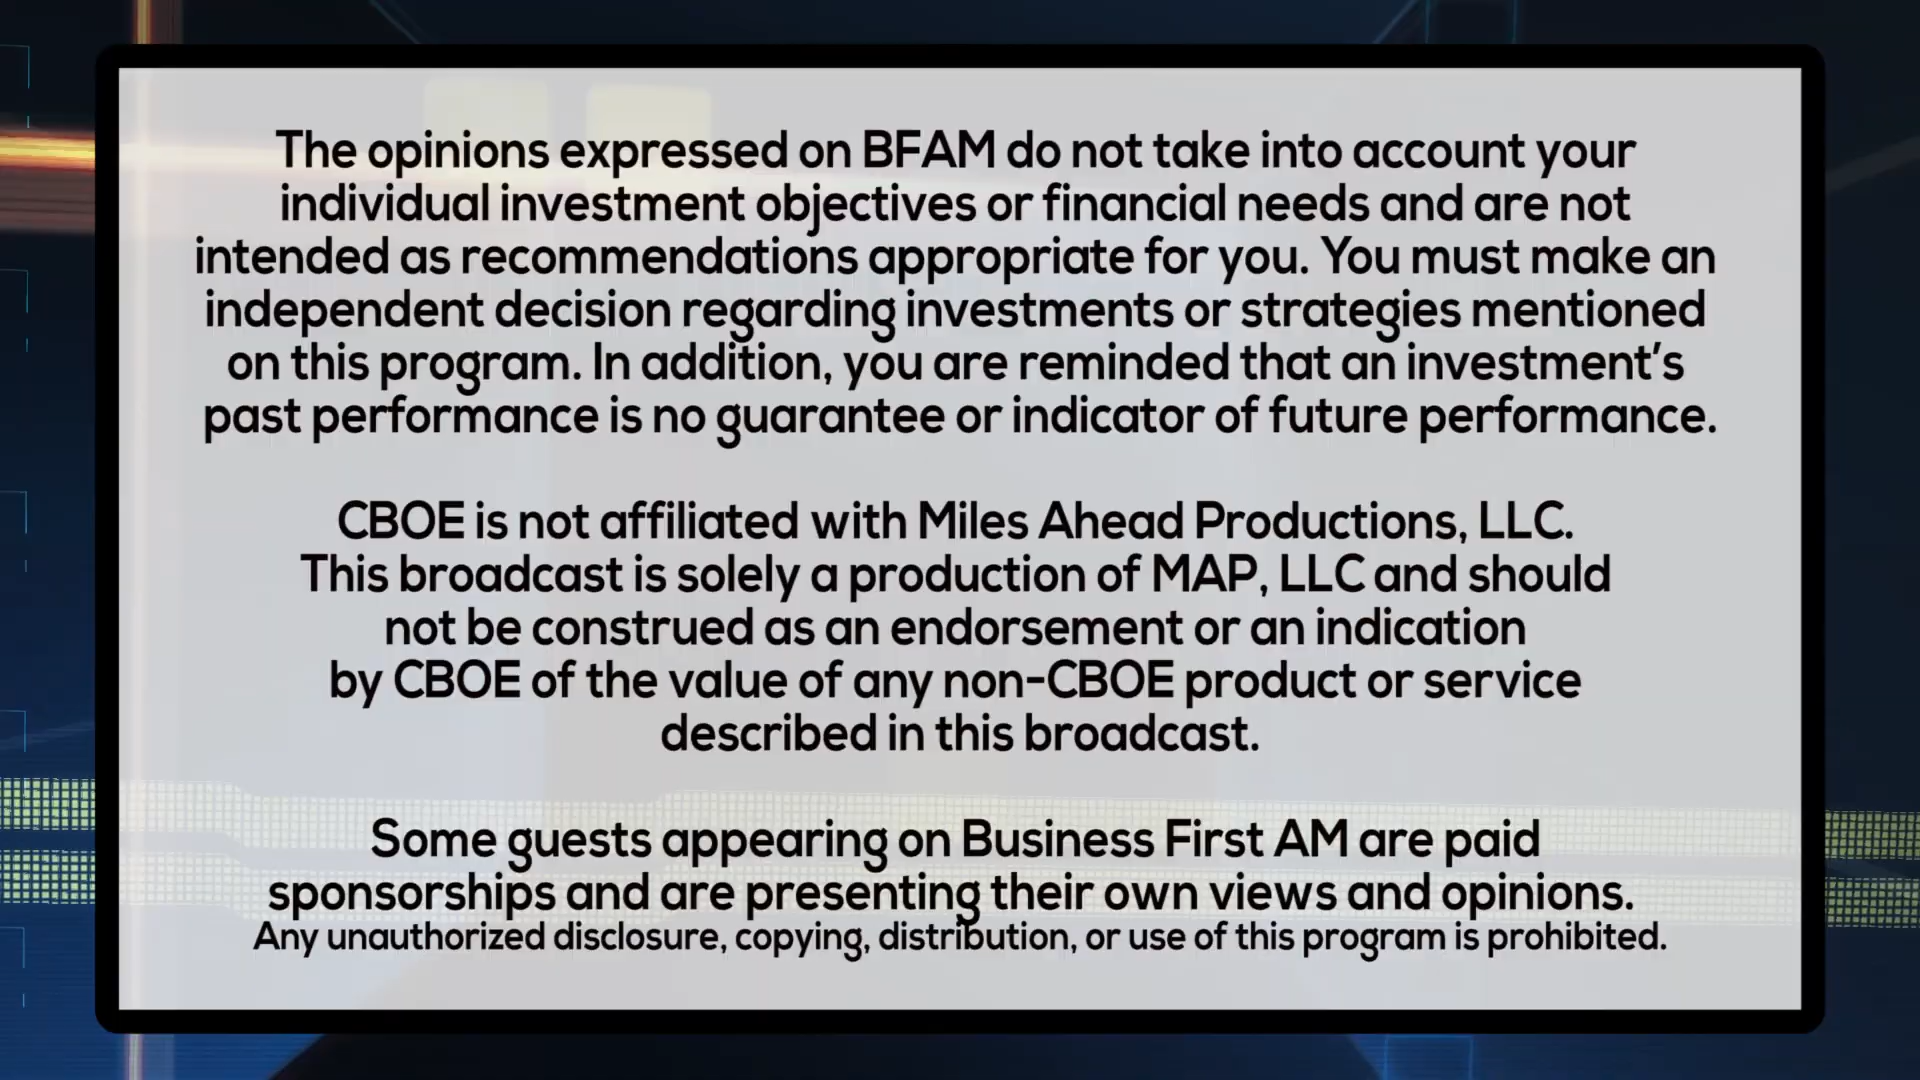 The opinions expressed on BFAM do not take into account your
individual investment objectives or financial needs and are not
intended as recommendations appropriate for you. You must make an
independent decision regarding investments or strategies mentioned
on this program. In addition, you are reminded that an investment’s
past performance is no guarantee or indicator of future performance.
CBOE is not affiliated with Miles Ahead Productions, LLC.
This broadcast is solely a production of MAP, LLC and should
not be construed as an endorsement or an indication
by CBOE of the value of any non-CBOE product or service
described in this broadcast.
Some guests appearing on Business First AM are paid
sponsorships and are presenting their own views and opinions.
Any unauthorized disclosure, copying, distribution, or use of this program is prohibited.